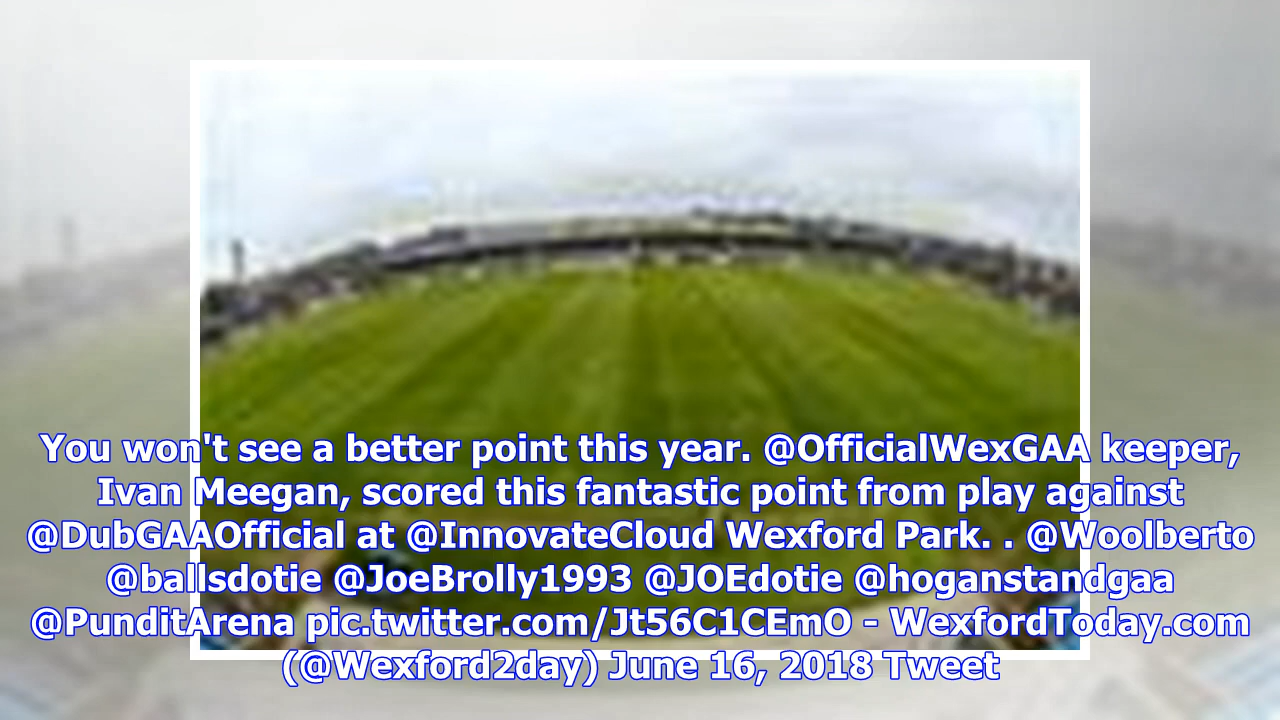 You won't see a better point this year. @OfficialWexGAA keeper,
Ivan Meegan, scored this fantastic point from play against
@DubGAAOfficial at @InnovateCloud Wexford Park. . @Woolberto
@ballsdotie @JoeBrolly1993 @JOEdotie @hoganstandgaa
@PunditArena pic.twitter.com/Jt56C1CEmO - WexfordToday.com
(@Wexford2day) June 16, 2018 Tweet